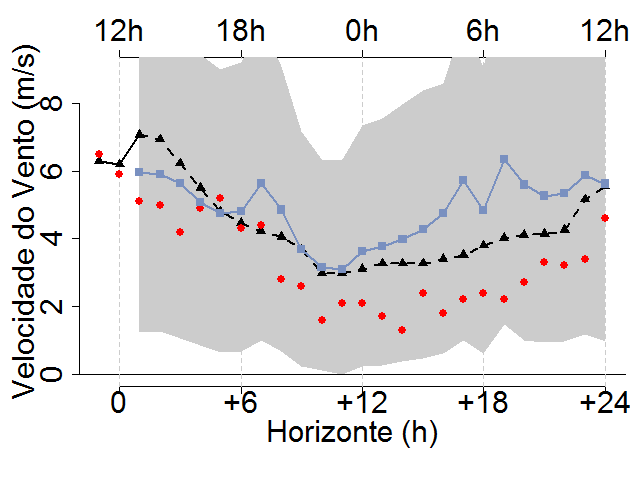 12h 18h 0h 6h 12h
Velocidade do Vento (m/s)
8
6
4
2
0
0 +6 +12 +18 +24
Horizonte (h)